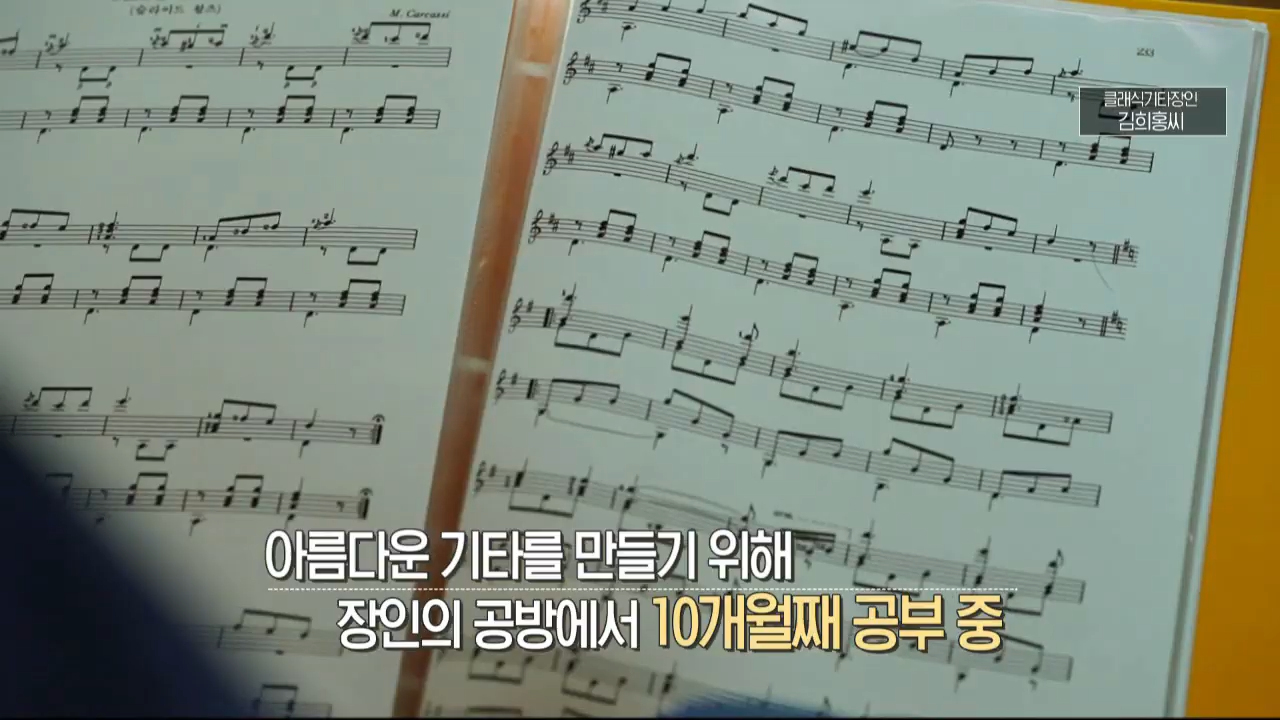 (슬라이드 왈츠)
M. Carcassi
233
클래식기타장인
김희홍씨
아름다운 기타를 만들기 위해
장인의 공방에서 10개월째 공부 중